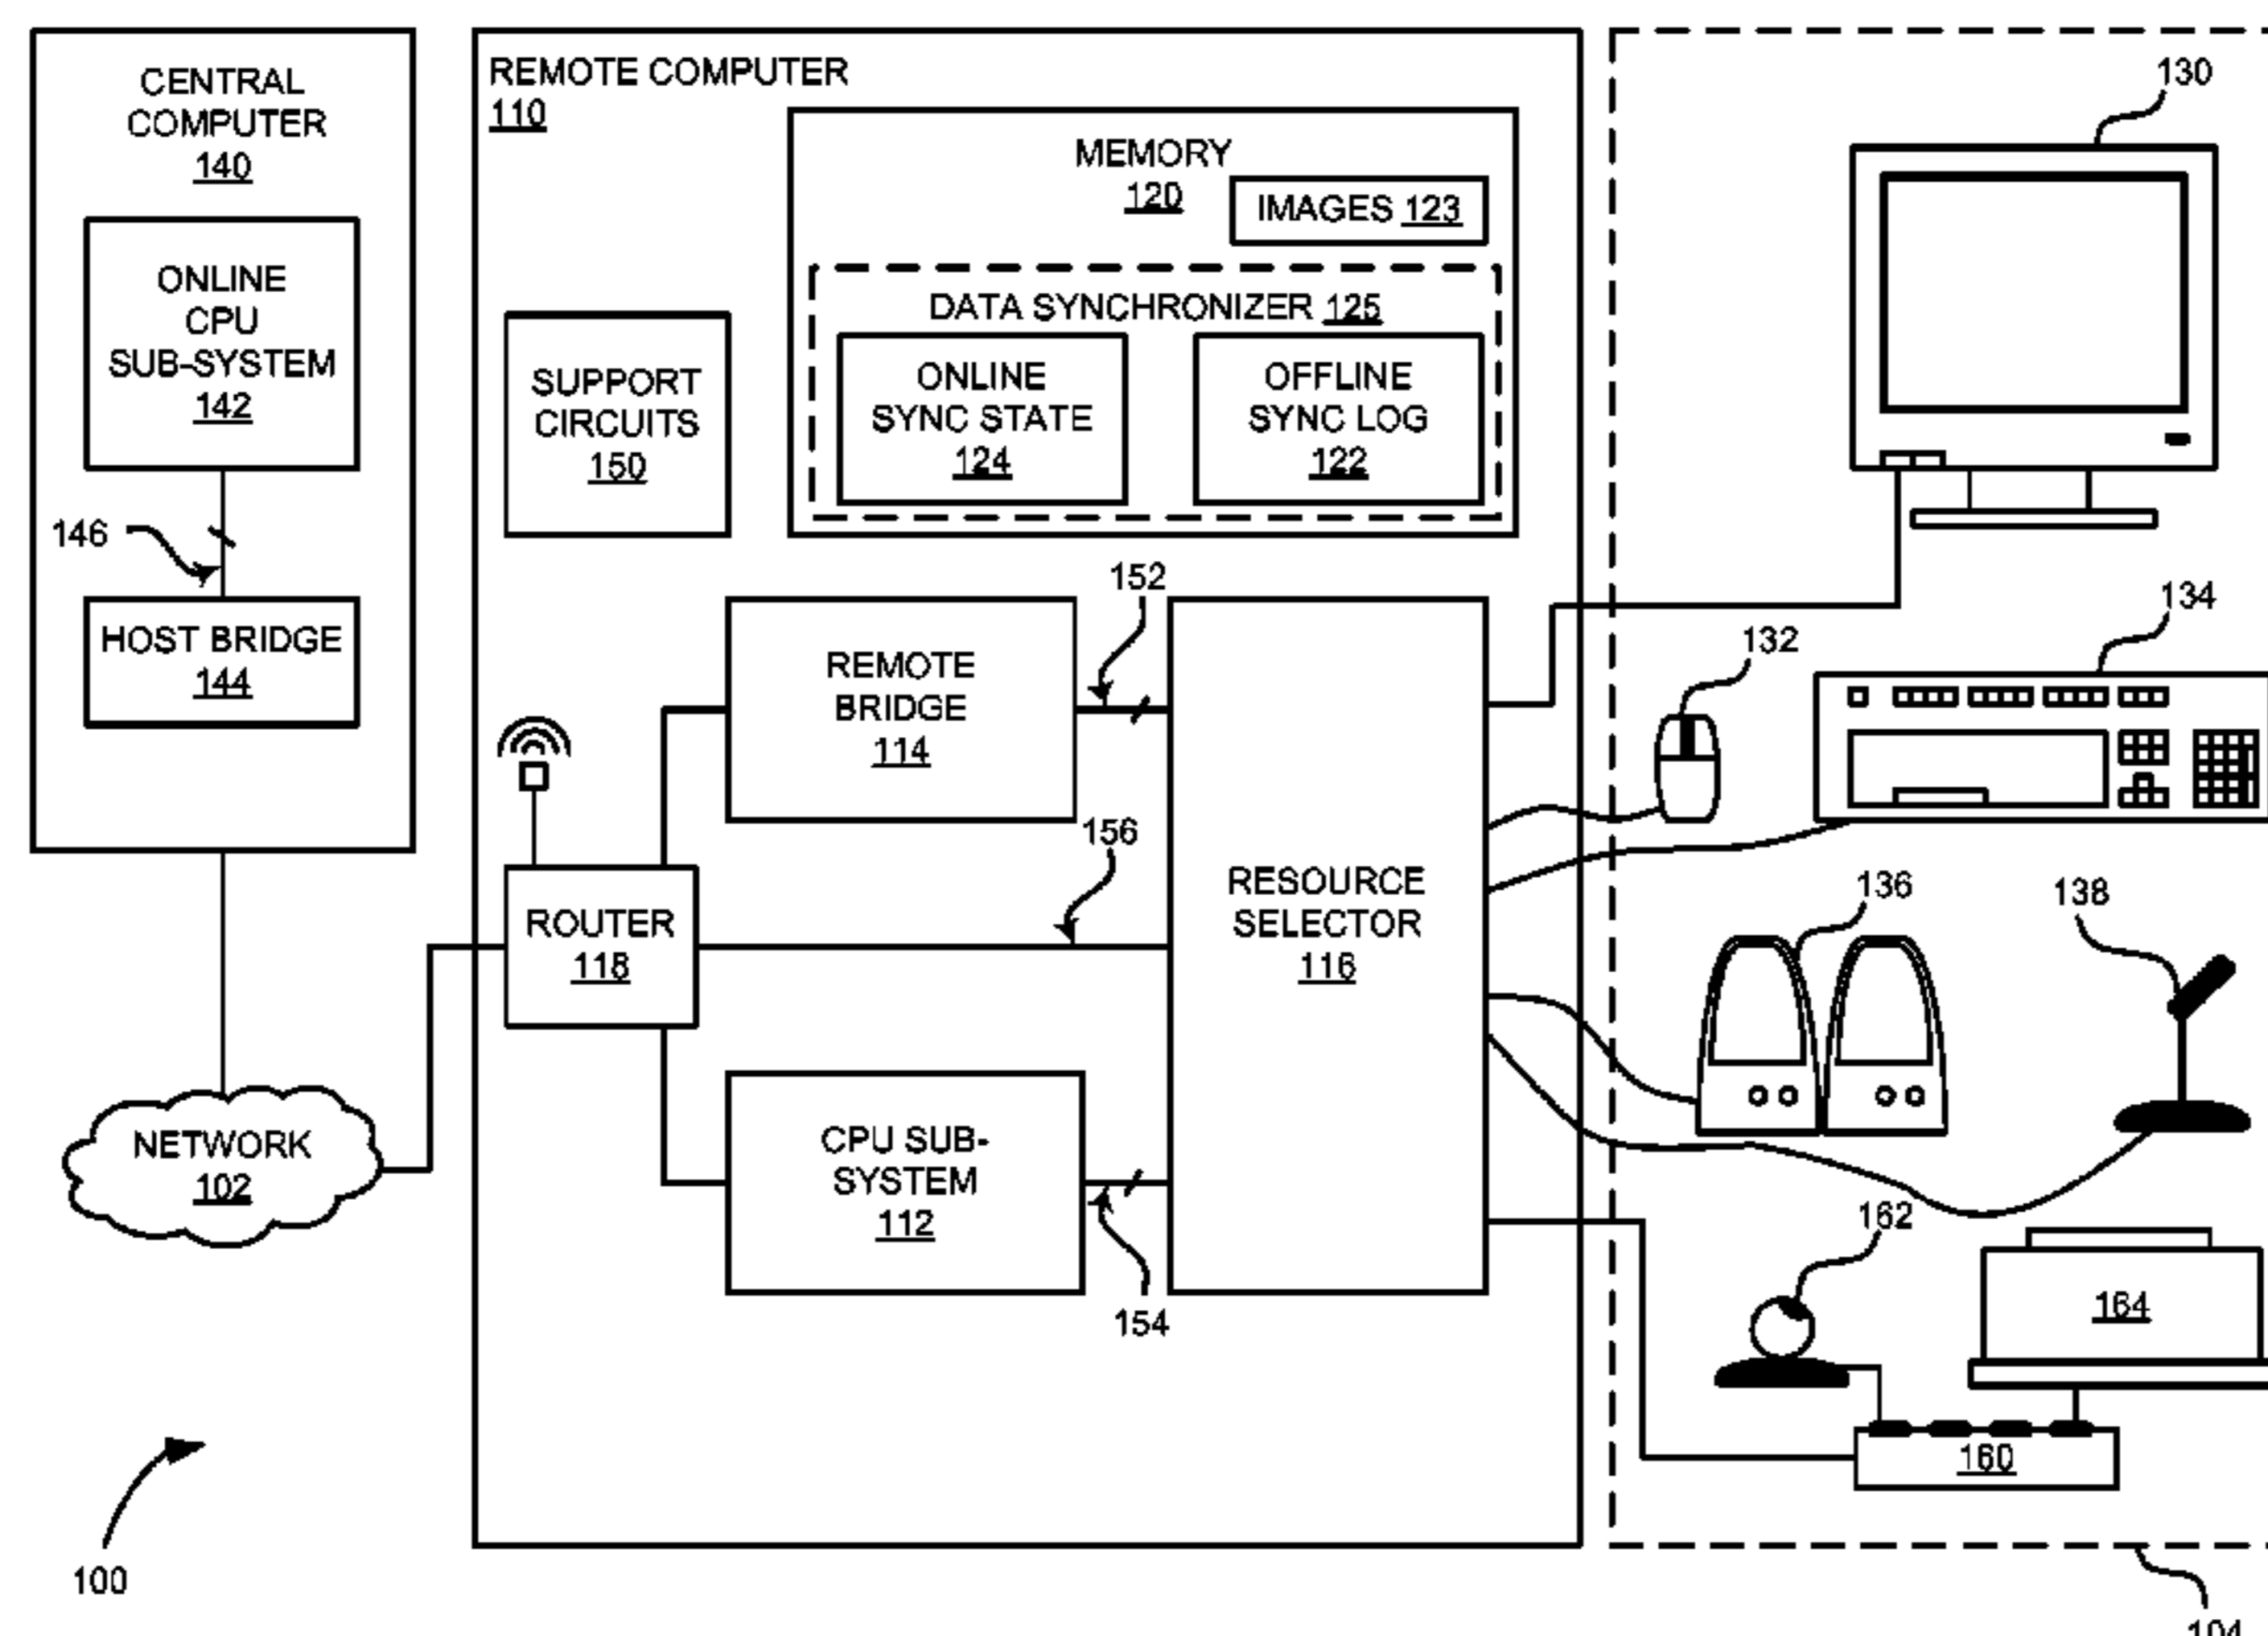 CENTRAL
COMPUTER
140
ONLINE
CPU
SUB-SYSTEM
142
146
HOST BRIDGE
144
NETWORK
102
100
REMOTE COMPUTER
110
MEMORY
120
IMAGES 123
DATA SYNCHRONIZER 125
ONLINE
SYNC STATE
124
OFFLINE
SYNC LOG
122
SUPPORT
CIRCUITS
150
152
REMOTE
BRIDGE
114
156
ROUTER
118
RESOURCE
SELECTOR
116
CPU SUB-
SYSTEM
112
154
130
134
132
136
138
162
164
160
104